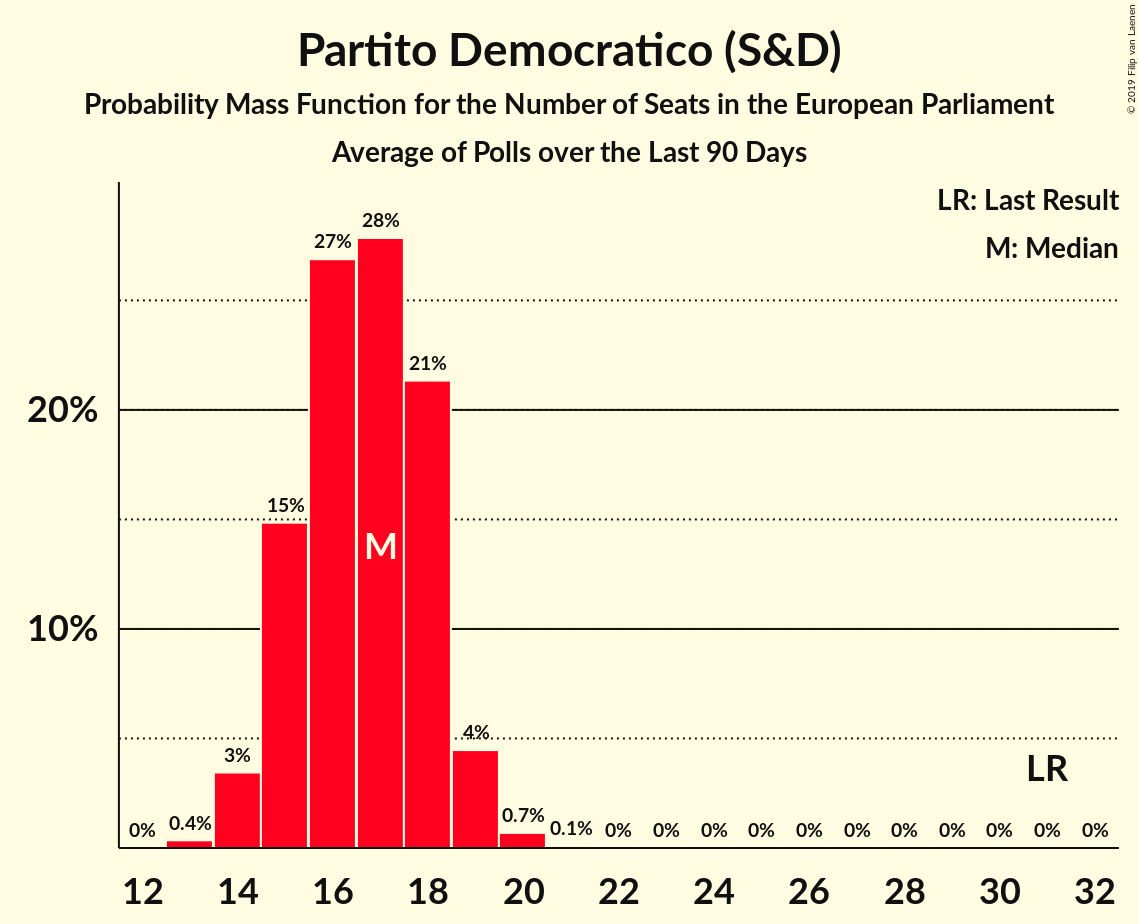 Partito Democratico (S&D)
Probability Mass Function for the Number of Seats in the European Parliament
Average of Polls over the Last 90 Days
© 2019 Filip van Laenen
LR: Last Result
M: Median
28%
27%
21%
20%
15%
M
10%
4%
3%
LR
0% 0.4% 0.7% 0.1% 0% 0% 0% 0% 0% 0% 0% 0% 0% 0% 0%
12 14 16 18 20 22 24 26 28 30 32